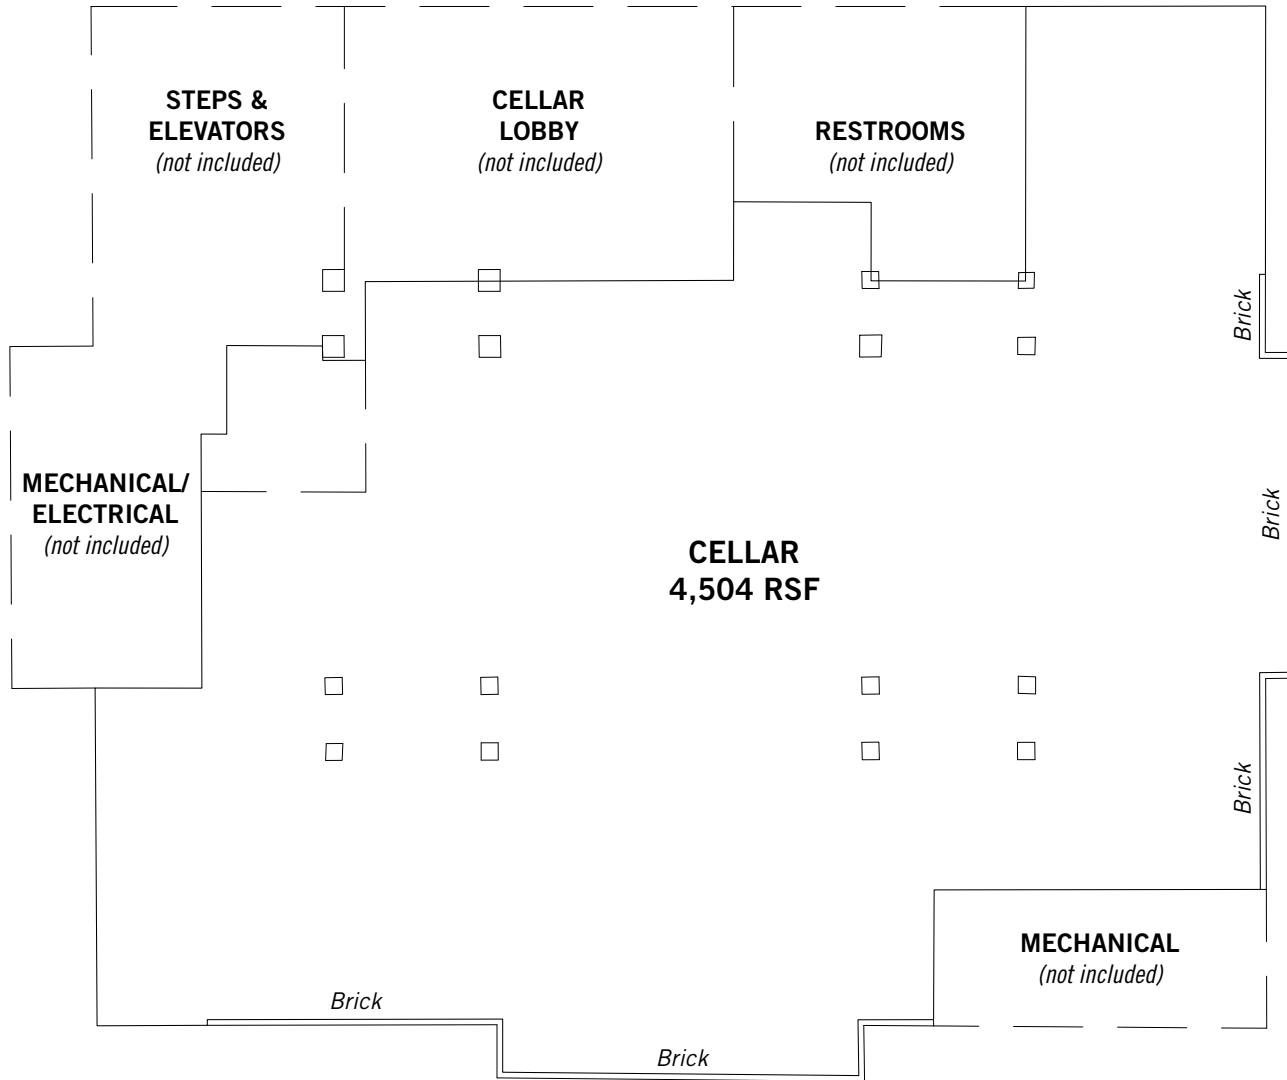 STEPS &
ELEVATORS
(not included)
CELLAR
LOBBY
(not included)
RESTROOMS
(not included)
Brick
MECHANICAL/
ELECTRICAL
(not included)
Brick
CELLAR
4,504 RSF
Brick
MECHANICAL
(not included)
Brick
Brick